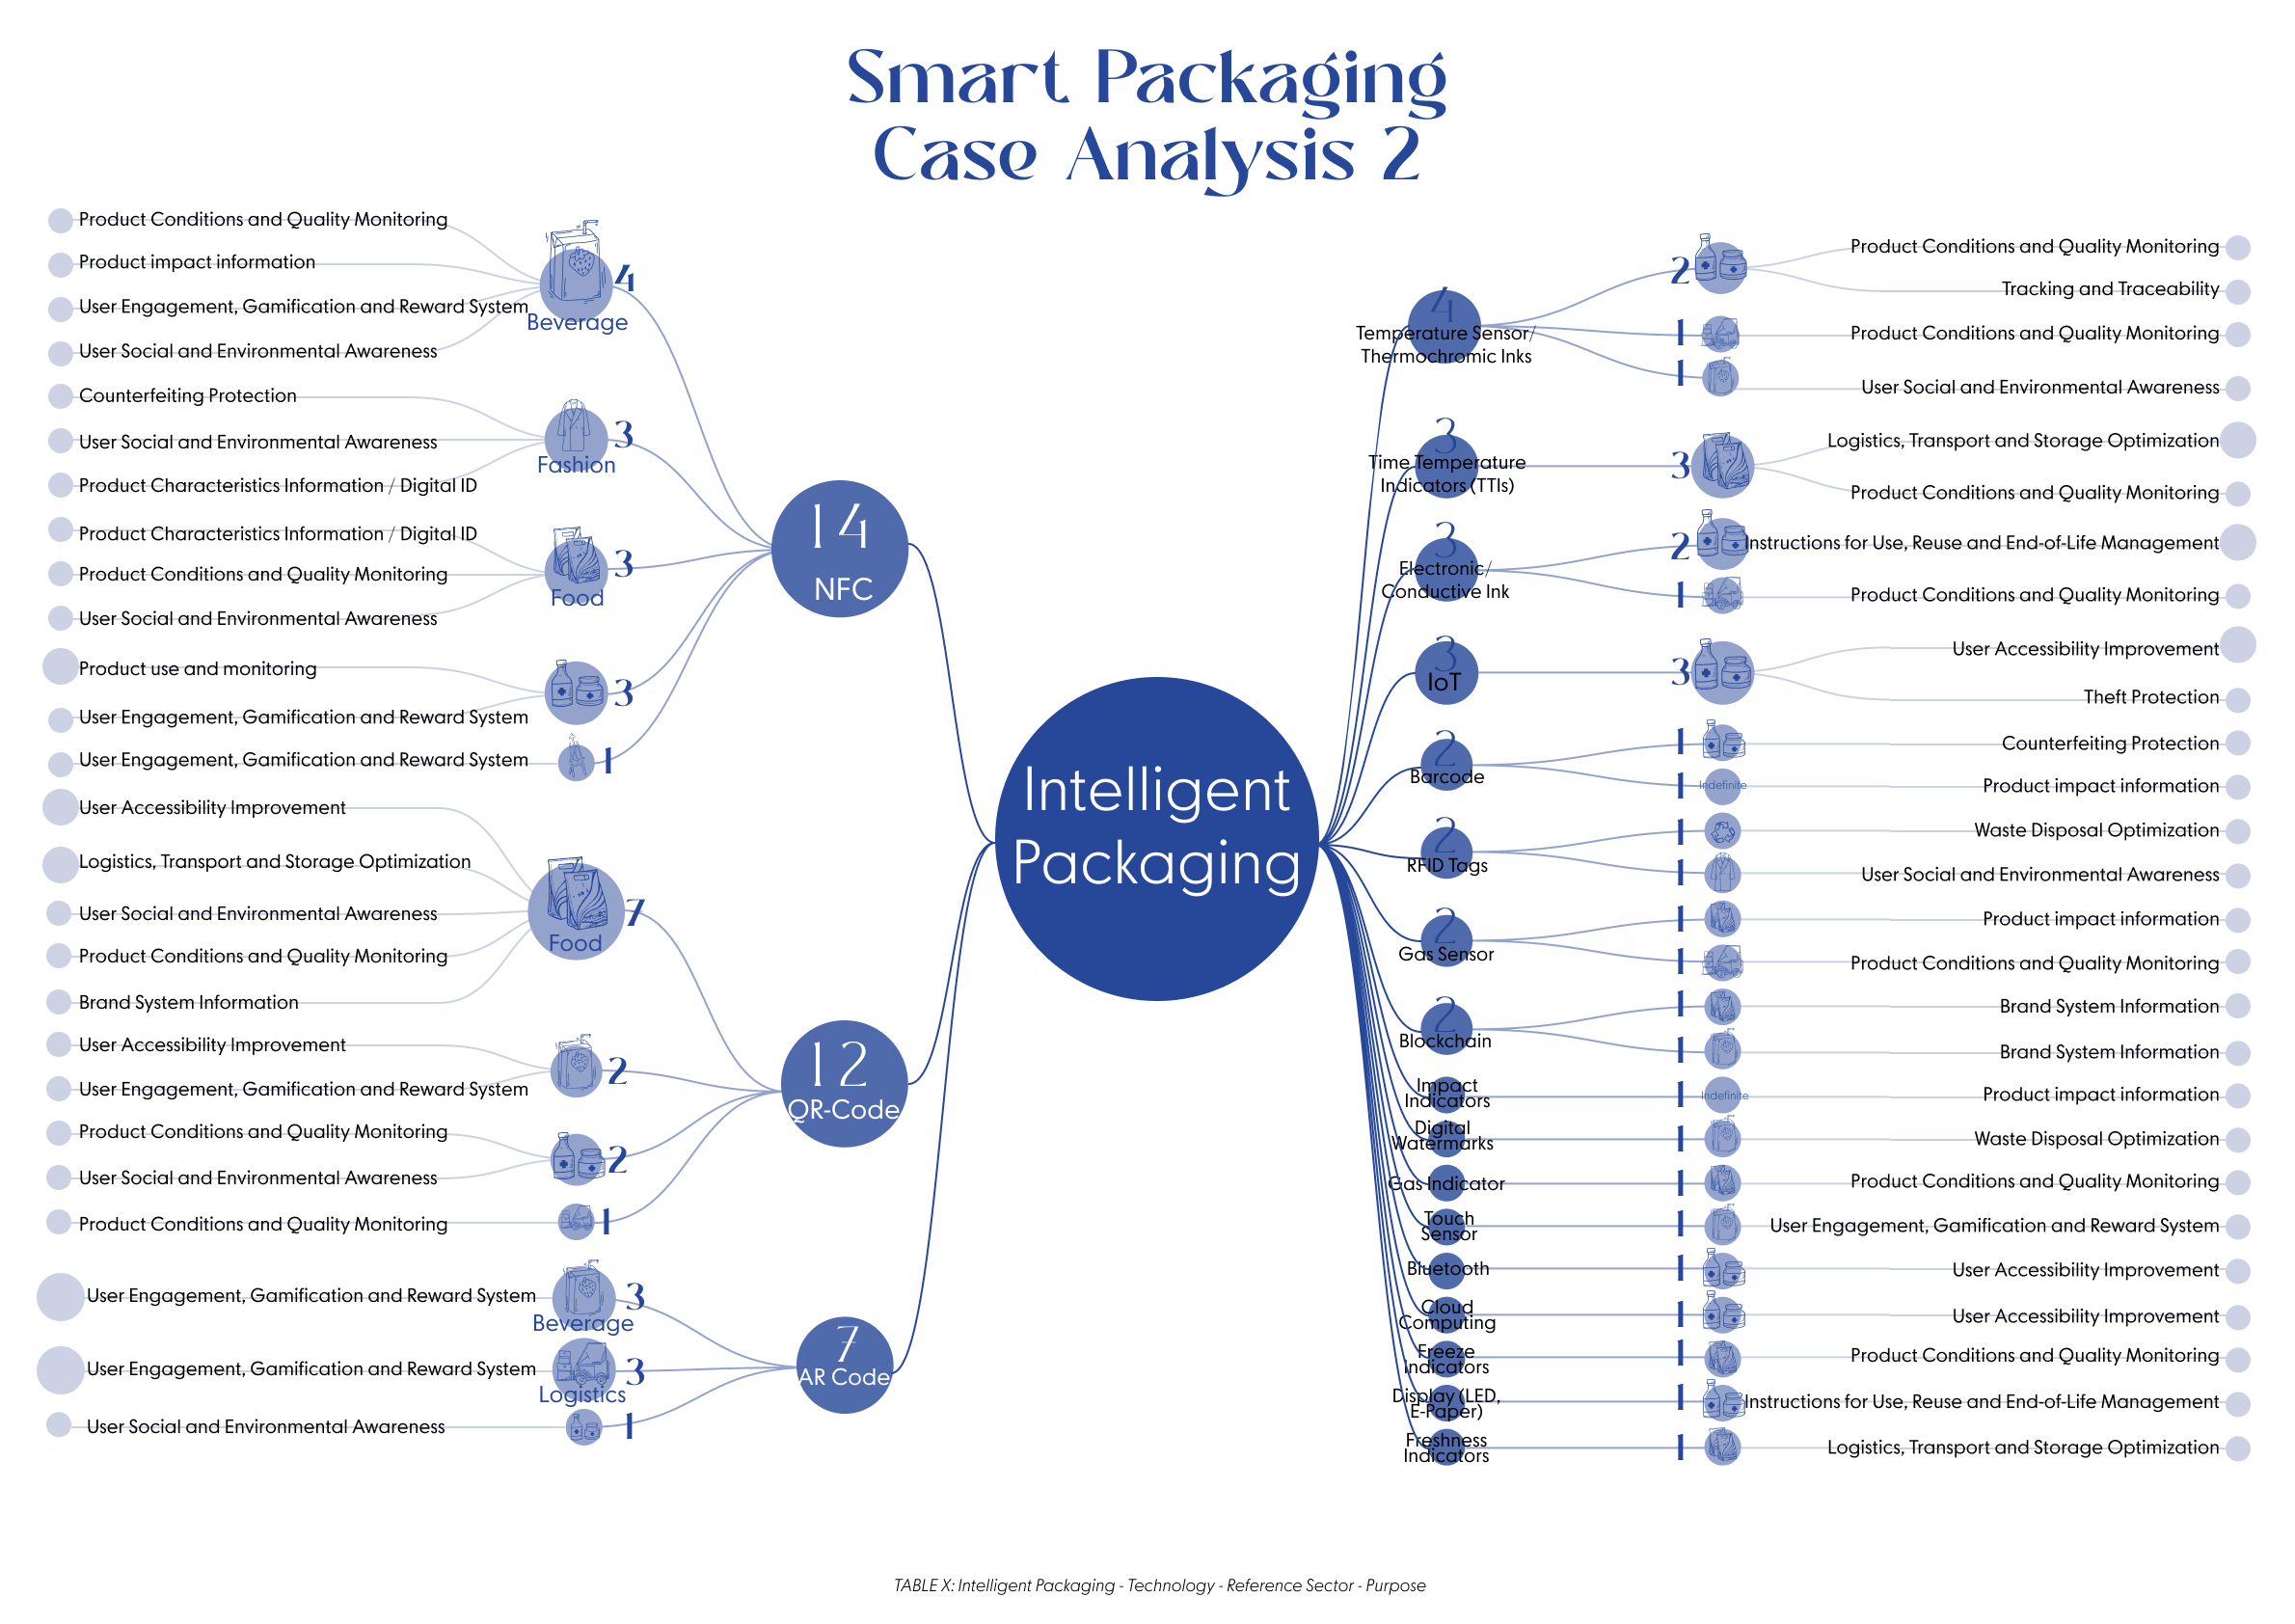 Smart Packaging
Case Analysis 2
Product Conditions and Quality Monitoring
Product impact information
User Engagement, Gamification and Reward System
User Social and Environmental Awareness
4
Beverage
Counterfeiting Protection
User Social and Environmental Awareness
Product Characteristics Information / Digital ID
3
Fashion
Product Characteristics Information / Digital ID
Product Conditions and Quality Monitoring
User Social and Environmental Awareness
3
Food
Product use and monitoring
User Engagement, Gamification and Reward System
3
User Engagement, Gamification and Reward System
1
14
NFC
User Accessibility Improvement
Logistics, Transport and Storage Optimization
User Social and Environmental Awareness
Product Conditions and Quality Monitoring
Brand System Information
7
Food
User Accessibility Improvement
User Engagement, Gamification and Reward System
2
Product Conditions and Quality Monitoring
User Social and Environmental Awareness
2
Product Conditions and Quality Monitoring
1
12
QR-Code
User Engagement, Gamification and Reward System
3
Beverage
User Engagement, Gamification and Reward System
3
Logistics
User Social and Environmental Awareness
1
7
AR Code
Intelligent
Packaging
4
Temperature Sensor/
Thermochromic Inks
2
Product Conditions and Quality Monitoring
Tracking and Traceability
1
Product Conditions and Quality Monitoring
1
User Social and Environmental Awareness
3
Time Temperature
Indicators (TTIs)
3
Logistics, Transport and Storage Optimization
Product Conditions and Quality Monitoring
3
Electronic/
Conductive Ink
2
Instructions for Use, Reuse and End-of-Life Management
1
Product Conditions and Quality Monitoring
3
IoT
3
User Accessibility Improvement
Theft Protection
2
Barcode
1
Counterfeiting Protection
1
Indefinite
Product impact information
2
RFID Tags
1
Waste Disposal Optimization
1
User Social and Environmental Awareness
2
Gas Sensor
1
Product impact information
1
Product Conditions and Quality Monitoring
2
Blockchain
1
Brand System Information
1
Brand System Information
Impact
Indicators
1
Indefinite
Product impact information
Digital
Watermarks
1
Waste Disposal Optimization
Gas Indicator
1
Product Conditions and Quality Monitoring
Touch
Sensor
1
User Engagement, Gamification and Reward System
Bluetooth
1
User Accessibility Improvement
Cloud
Computing
1
User Accessibility Improvement
Freeze
Indicators
1
Product Conditions and Quality Monitoring
Display (LED,
E-Paper)
1
Instructions for Use, Reuse and End-of-Life Management
Freshness
Indicators
1
Logistics, Transport and Storage Optimization
TABLE X: Intelligent Packaging - Technology - Reference Sector - Purpose